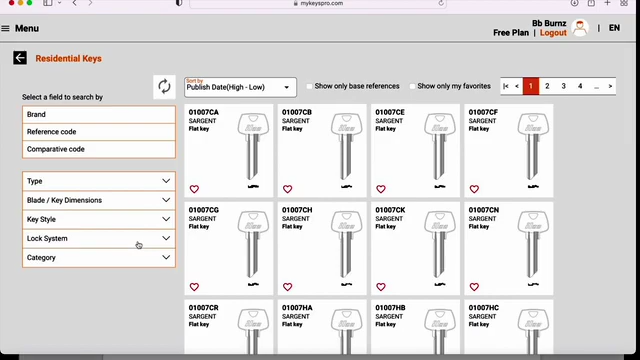 mykeyspro.com
Menu
Bb Burnz
Free Plan | Logout
EN
Residential Keys
Select a field to search by
Brand
Reference code
Comparative code
Type
Blade / Key Dimensions
Key Style
Lock System
Category
Sort by
Publish Date(High - Low)
Show only base references
Show only my favorites
|< < 1 2 3 4 ... >
01007CA
SARGENT
Flat key
01007CB
SARGENT
Flat key
01007CE
SARGENT
Flat key
01007CF
SARGENT
Flat key
01007CG
SARGENT
Flat key
01007CH
SARGENT
Flat key
01007CK
SARGENT
Flat key
01007CN
SARGENT
Flat key
01007CR
SARGENT
Flat key
01007HA
SARGENT
Flat key
01007HB
SARGENT
Flat key
01007HC
SARGENT
Flat key